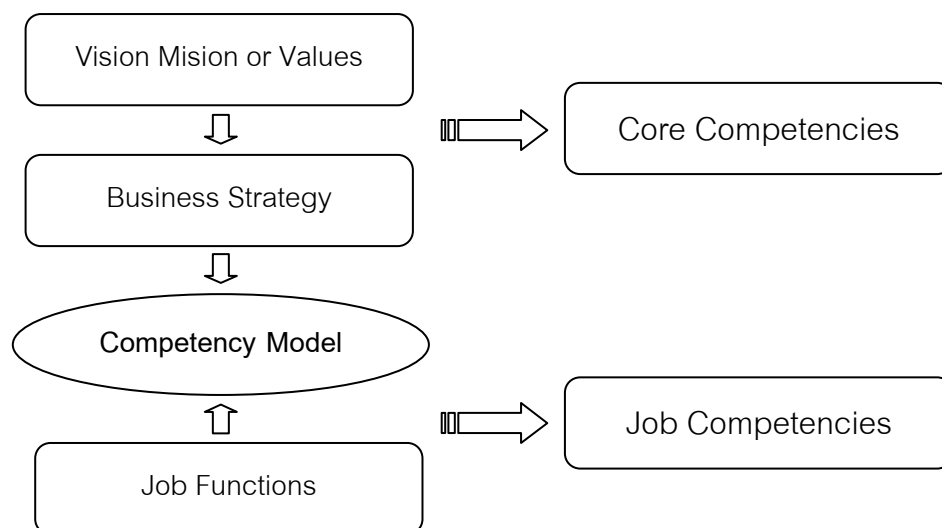 Vision Mision or Values
Core Competencies
Business Strategy
Competency Model
Job Competencies
Job Functions